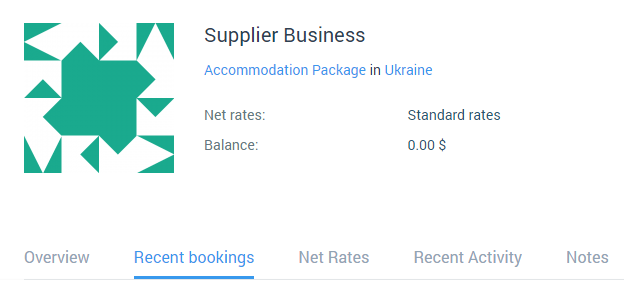 Supplier Business
Accommodation Package in Ukraine
Net rates: Standard rates
Balance: 0.00 $
Overview Recent bookings Net Rates Recent Activity Notes